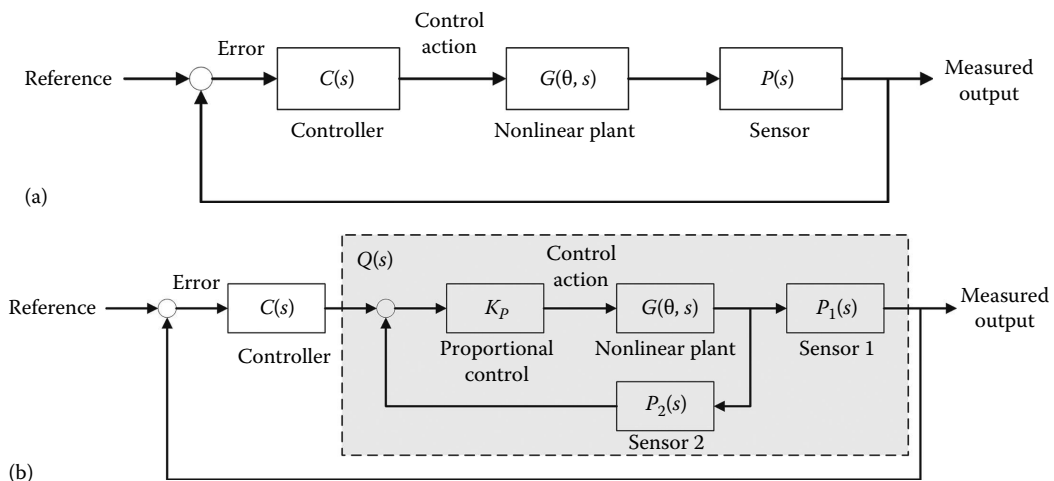 Control
action
Error
Reference
C(s)
G(θ, s)
P(s)
Measured
output
Controller
Nonlinear plant
Sensor
(a)
Q(s)
Control
action
Error
Reference
C(s)
K_P
G(θ, s)
P_1(s)
Measured
output
Controller
Proportional
control
Nonlinear plant
Sensor 1
P_2(s)
Sensor 2
(b)